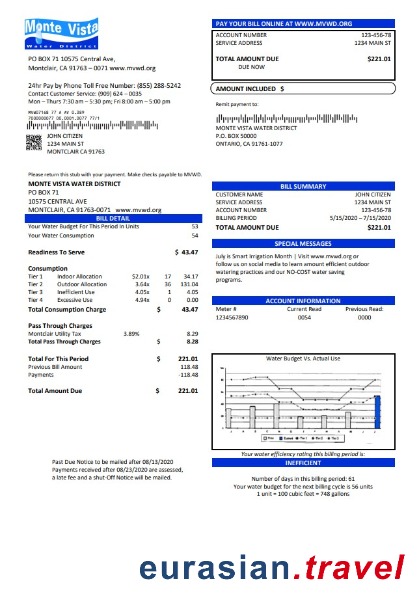 Monte Vista
Water District
PO BOX 71 10575 Central Ave,
Montclair, CA 91763 – 0071 www.mvwd.org
24hr Pay by Phone Toll Free Number: (855) 288-5242
Contact Customer Service: (909) 624 – 0035
Mon – Thurs 7:30 am – 5:30 pm; Fri 8:00 am – 5:00 pm
JOHN CITIZEN
1234 MAIN ST
MONTCLAIR CA 91763
PAY YOUR BILL ONLINE AT WWW.MVWD.ORG
ACCOUNT NUMBER 123-456-78
SERVICE ADDRESS 1234 MAIN ST
TOTAL AMOUNT DUE $221.01
DUE NOW
AMOUNT INCLUDED $
Remit payment to:
MONTE VISTA WATER DISTRICT
P.O. BOX 50000
ONTARIO, CA 91761-1077
Please return this stub with your payment. Make checks payable to MVWD.
MONTE VISTA WATER DISTRICT
PO BOX 71
10575 CENTRAL AVE
MONTCLAIR, CA 91763-0071 www.mvwd.org
BILL DETAIL
Your Water Budget For This Period in Units 53
Your Water Consumption 54
Readiness To Serve $ 43.47
Consumption
Tier 1 Indoor Allocation $2.01x 17 34.17
Tier 2 Outdoor Allocation 3.64x 36 131.04
Tier 3 Inefficient Use 4.05x 1 4.05
Tier 4 Excessive Use 4.94x 0 0.00
Total Consumption Charge $ 43.47
Pass Through Charges
Montclair Utility Tax 3.89% 8.29
Total Pass Through Charges $ 8.28
Total For This Period $ 221.01
Previous Bill Amount 118.48
Payments -118.48
Total Amount Due $ 221.01
BILL SUMMARY
CUSTOMER NAME JOHN CITIZEN
ACCOUNT NUMBER 123-456-78
BILLING PERIOD 5/15/2020 – 7/15/2020
TOTAL AMOUNT DUE $221.01
SPECIAL MESSAGES
July is Smart Irrigation Month | Visit www.mvwd.org or
follow us on social media to learn amount efficient outdoor
watering practices and our NO-COST water saving
programs.
ACCOUNT INFORMATION
Meter # Current Read Previous Read:
1234567890 0054 0000
Water Budget Vs. Actual Use
Your water efficiency rating this billing period is:
INEFFICIENT
Number of days in this billing period: 61
Your water budget for the next billing cycle is 56 units
1 unit = 100 cubic feet = 748 gallons
Past Due Notice to be mailed after 08/13/2020
Payments received after 08/23/2020 are assessed,
a late fee and a shut-Off Notice will be mailed.
eurasian.travel